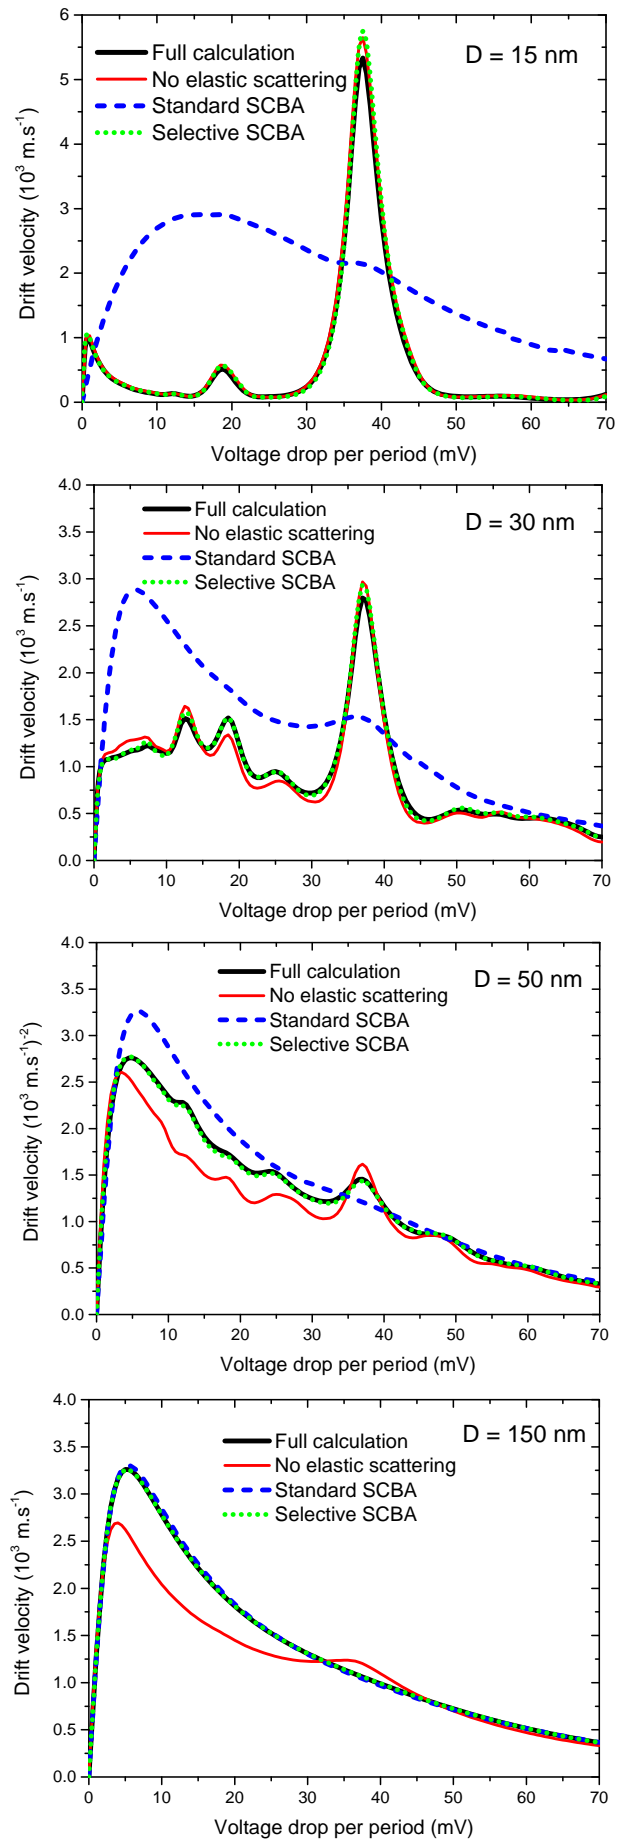 D = 15 nm
Full calculation
No elastic scattering
Standard SCBA
Selective SCBA
Drift velocity (10³ m.s⁻¹)
6
5
4
3
2
1
0
0 10 20 30 40 50 60 70
Voltage drop per period (mV)
D = 30 nm
Full calculation
No elastic scattering
Standard SCBA
Selective SCBA
Drift velocity (10³ m.s⁻¹)
4.0
3.5
3.0
2.5
2.0
1.5
1.0
0.5
0.0
0 10 20 30 40 50 60 70
Voltage drop per period (mV)
D = 50 nm
Full calculation
No elastic scattering
Standard SCBA
Selective SCBA
Drift velocity (10³ m.s⁻¹)⁻²)
4.0
3.5
3.0
2.5
2.0
1.5
1.0
0.5
0.0
0 10 20 30 40 50 60 70
Voltage drop per period (mV)
D = 150 nm
Full calculation
No elastic scattering
Standard SCBA
Selective SCBA
Drift velocity (10³ m.s⁻¹)
4.0
3.5
3.0
2.5
2.0
1.5
1.0
0.5
0.0
0 5 10 15 20 25 30 35 40 45 50 55 60 65 70
Voltage drop per period (mV)